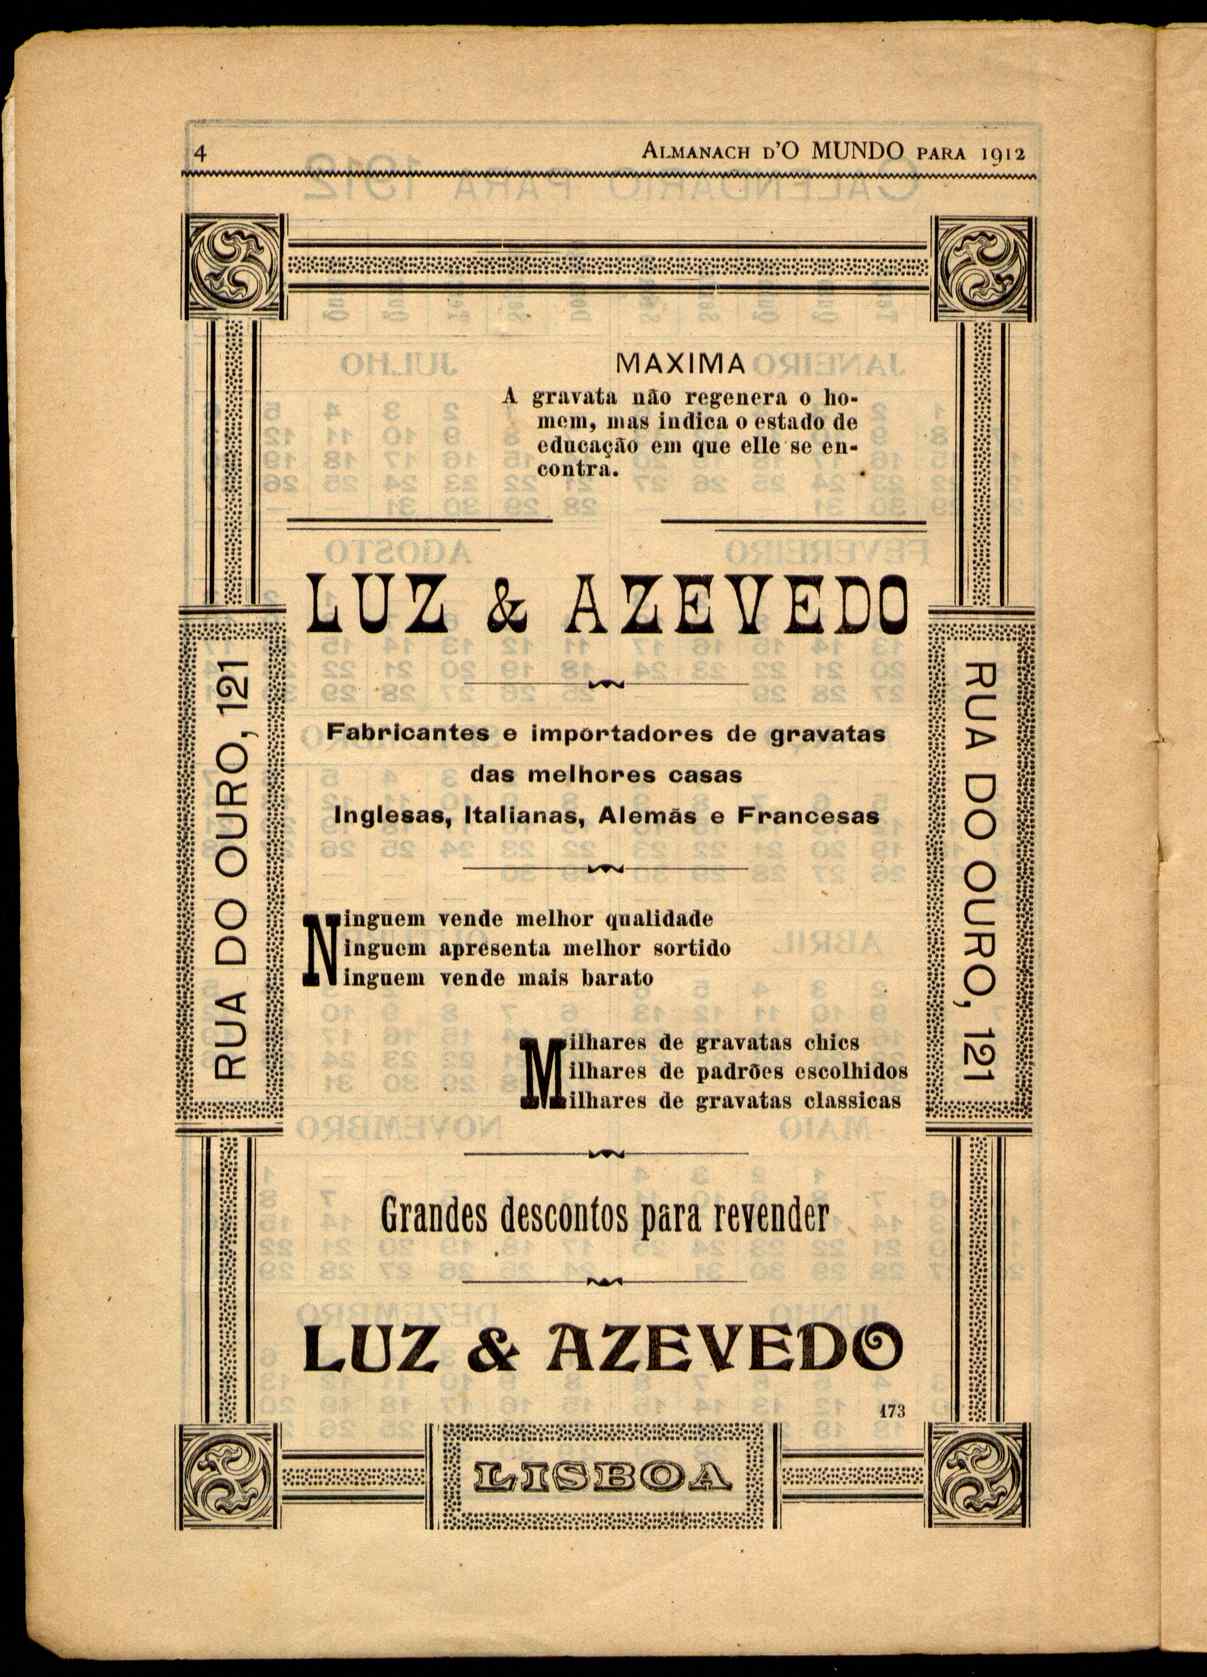 4
ALMANACH D'O MUNDO PARA 1912
MAXIMA
A gravata não regenera o ho-
mem, mas indica o estado de
educação em que elle se en-
contra.
LUZ & AZEVEDO
RUA DO OURO, 121
RUA DO OURO, 121
Fabricantes e importadores de gravatas
das melhores casas
Inglesas, Italianas, Alemãs e Francesas
Ninguem vende melhor qualidade
Ninguem apresenta melhor sortido
Ninguem vende mais barato
Milhares de gravatas chics
Milhares de padrões escolhidos
Milhares de gravatas classicas
Grandes descontos para revender
LUZ & AZEVEDO
173
LISBOA